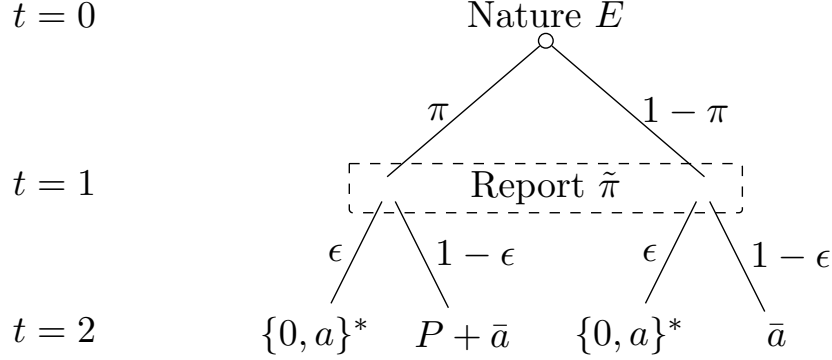 t = 0 Nature E
π 1 − π
t = 1 Report π̃
ϵ 1 − ϵ ϵ 1 − ϵ
t = 2 {0, a}* P + ā {0, a}* ā